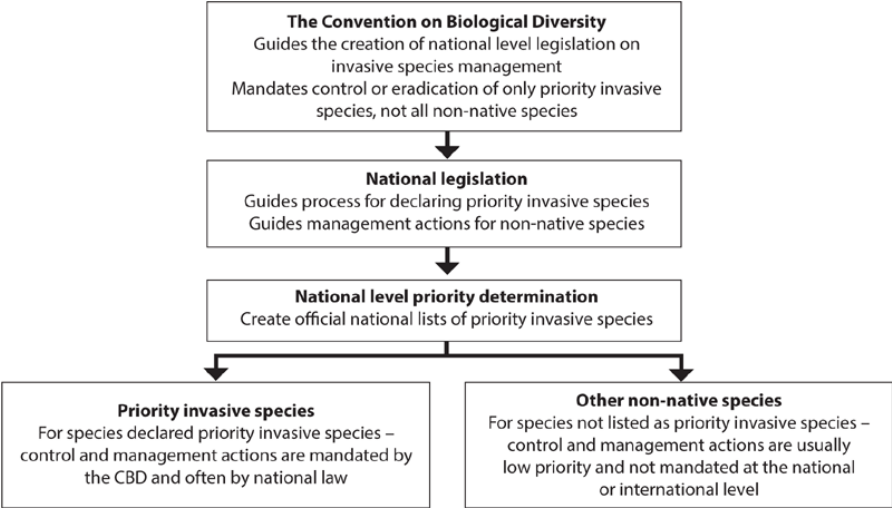 The Convention on Biological Diversity
Guides the creation of national level legislation on
invasive species management
Mandates control or eradication of only priority invasive
species, not all non-native species
National legislation
Guides process for declaring priority invasive species
Guides management actions for non-native species
National level priority determination
Create official national lists of priority invasive species
Priority invasive species
For species declared priority invasive species –
control and management actions are mandated by
the CBD and often by national law
Other non-native species
For species not listed as priority invasive species –
control and management actions are usually
low priority and not mandated at the national
or international level